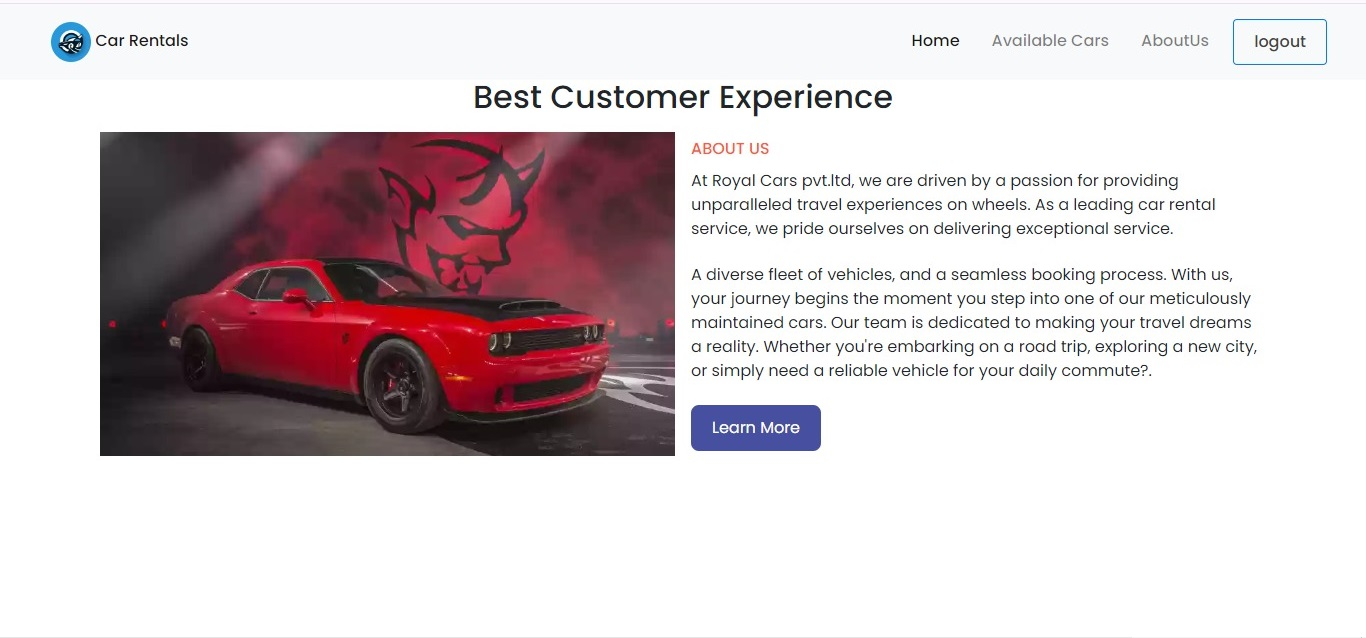 Car Rentals
Home
Available Cars
AboutUs
logout
Best Customer Experience
ABOUT US
At Royal Cars pvt.ltd, we are driven by a passion for providing
unparalleled travel experiences on wheels. As a leading car rental
service, we pride ourselves on delivering exceptional service.
A diverse fleet of vehicles, and a seamless booking process. With us,
your journey begins the moment you step into one of our meticulously
maintained cars. Our team is dedicated to making your travel dreams
a reality. Whether you're embarking on a road trip, exploring a new city,
or simply need a reliable vehicle for your daily commute?.
Learn More